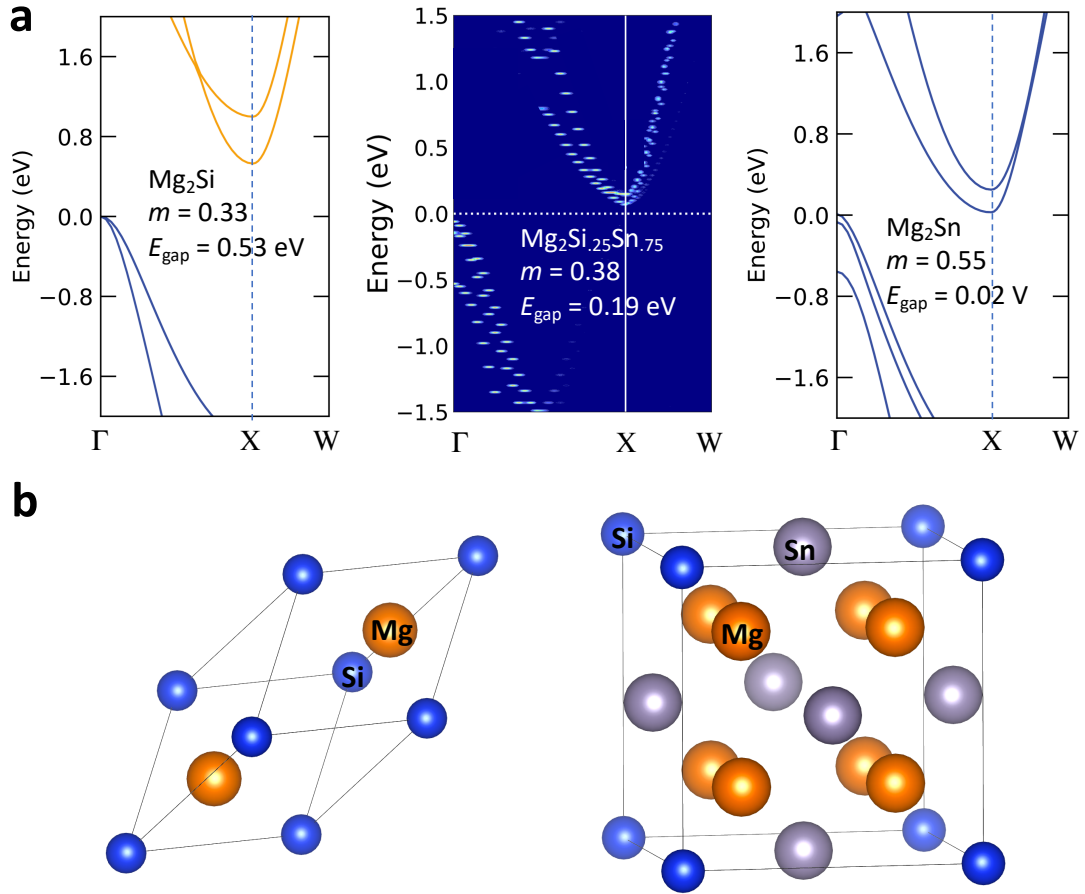 a
Energy (eV)
1.6
0.8
0.0
−0.8
−1.6
Γ
X
W
Mg₂Si
m = 0.33
E_gap = 0.53 eV
Energy (eV)
1.5
1.0
0.5
0.0
−0.5
−1.0
−1.5
Γ
X
W
Mg₂Si.₂₅Sn.₇₅
m = 0.38
E_gap = 0.19 eV
Energy (eV)
1.6
0.8
0.0
−0.8
−1.6
Γ
X
W
Mg₂Sn
m = 0.55
E_gap = 0.02 V
b
Mg
Si
Si
Sn
Mg